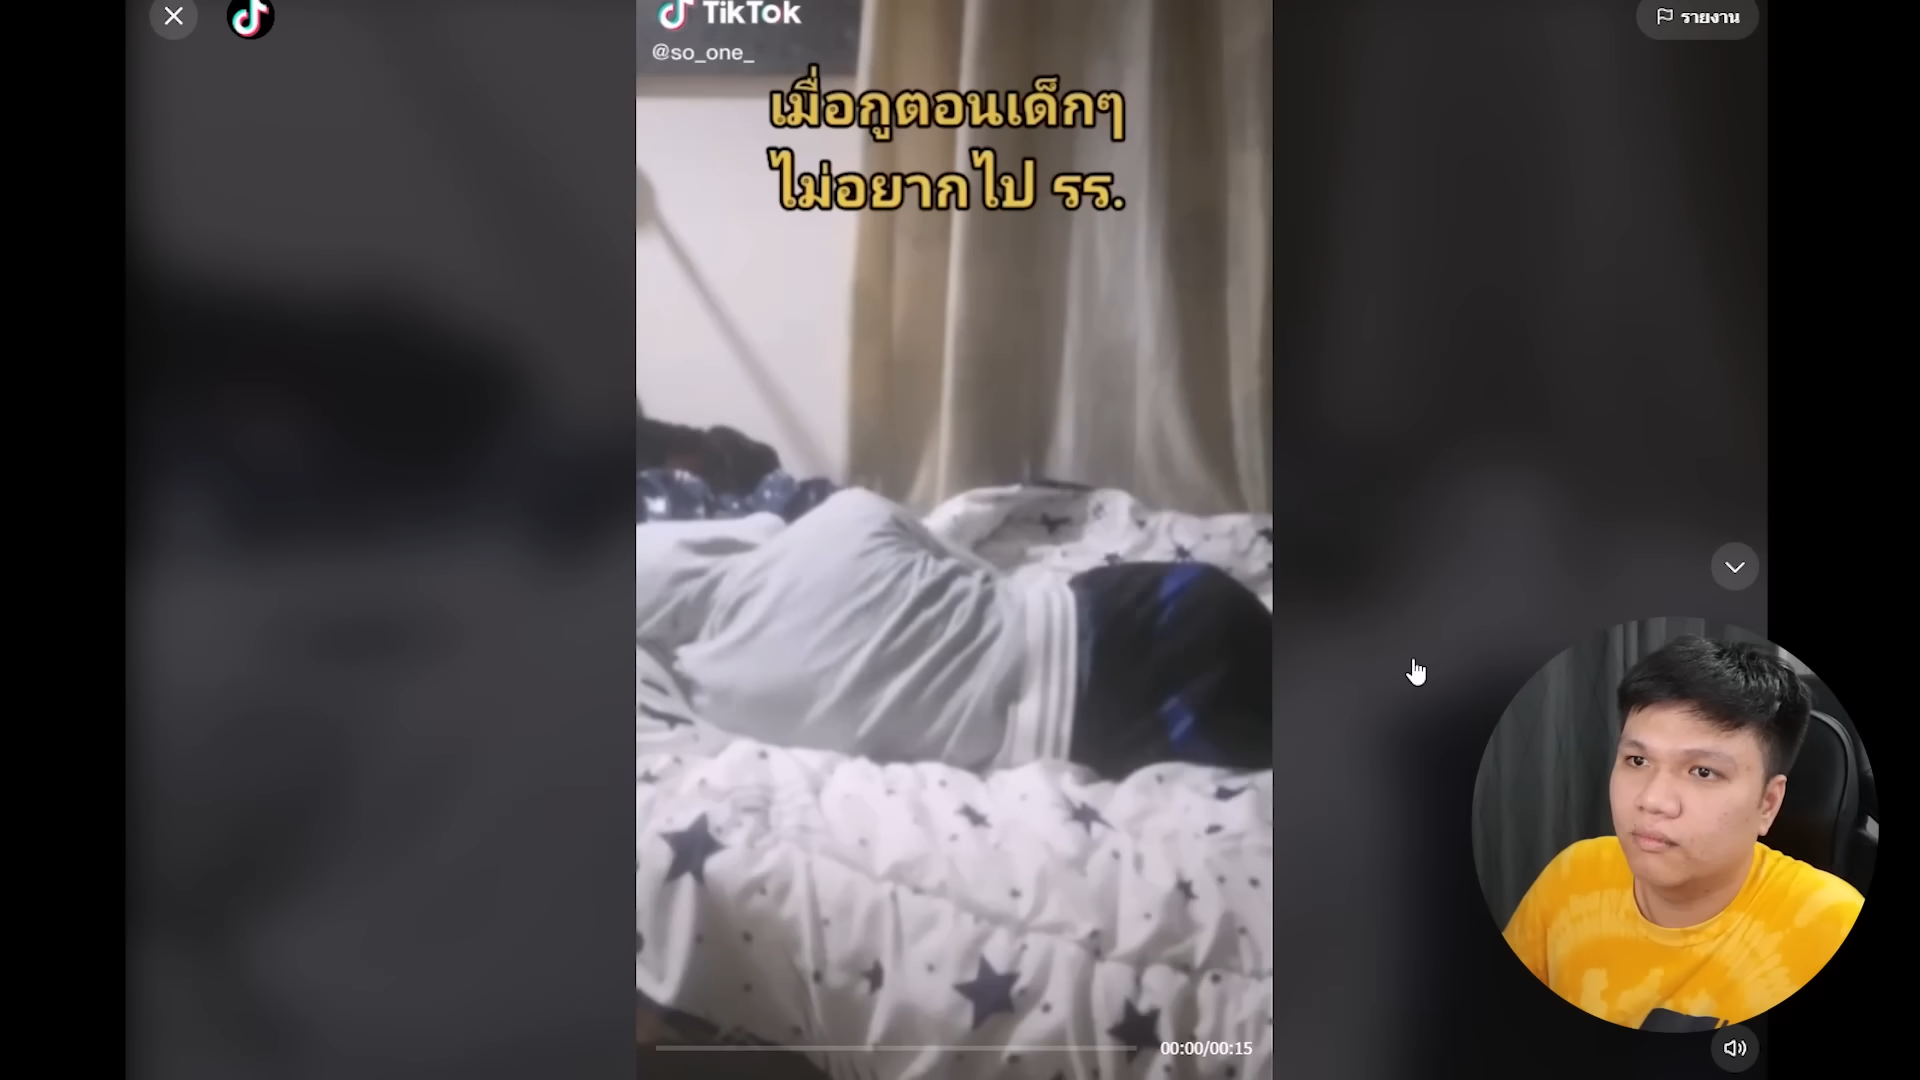 TikTok
รายงาน
@so_one_
เมื่อกูตอนเด็กๆ
ไม่อยากไป รร.
00:00/00:15